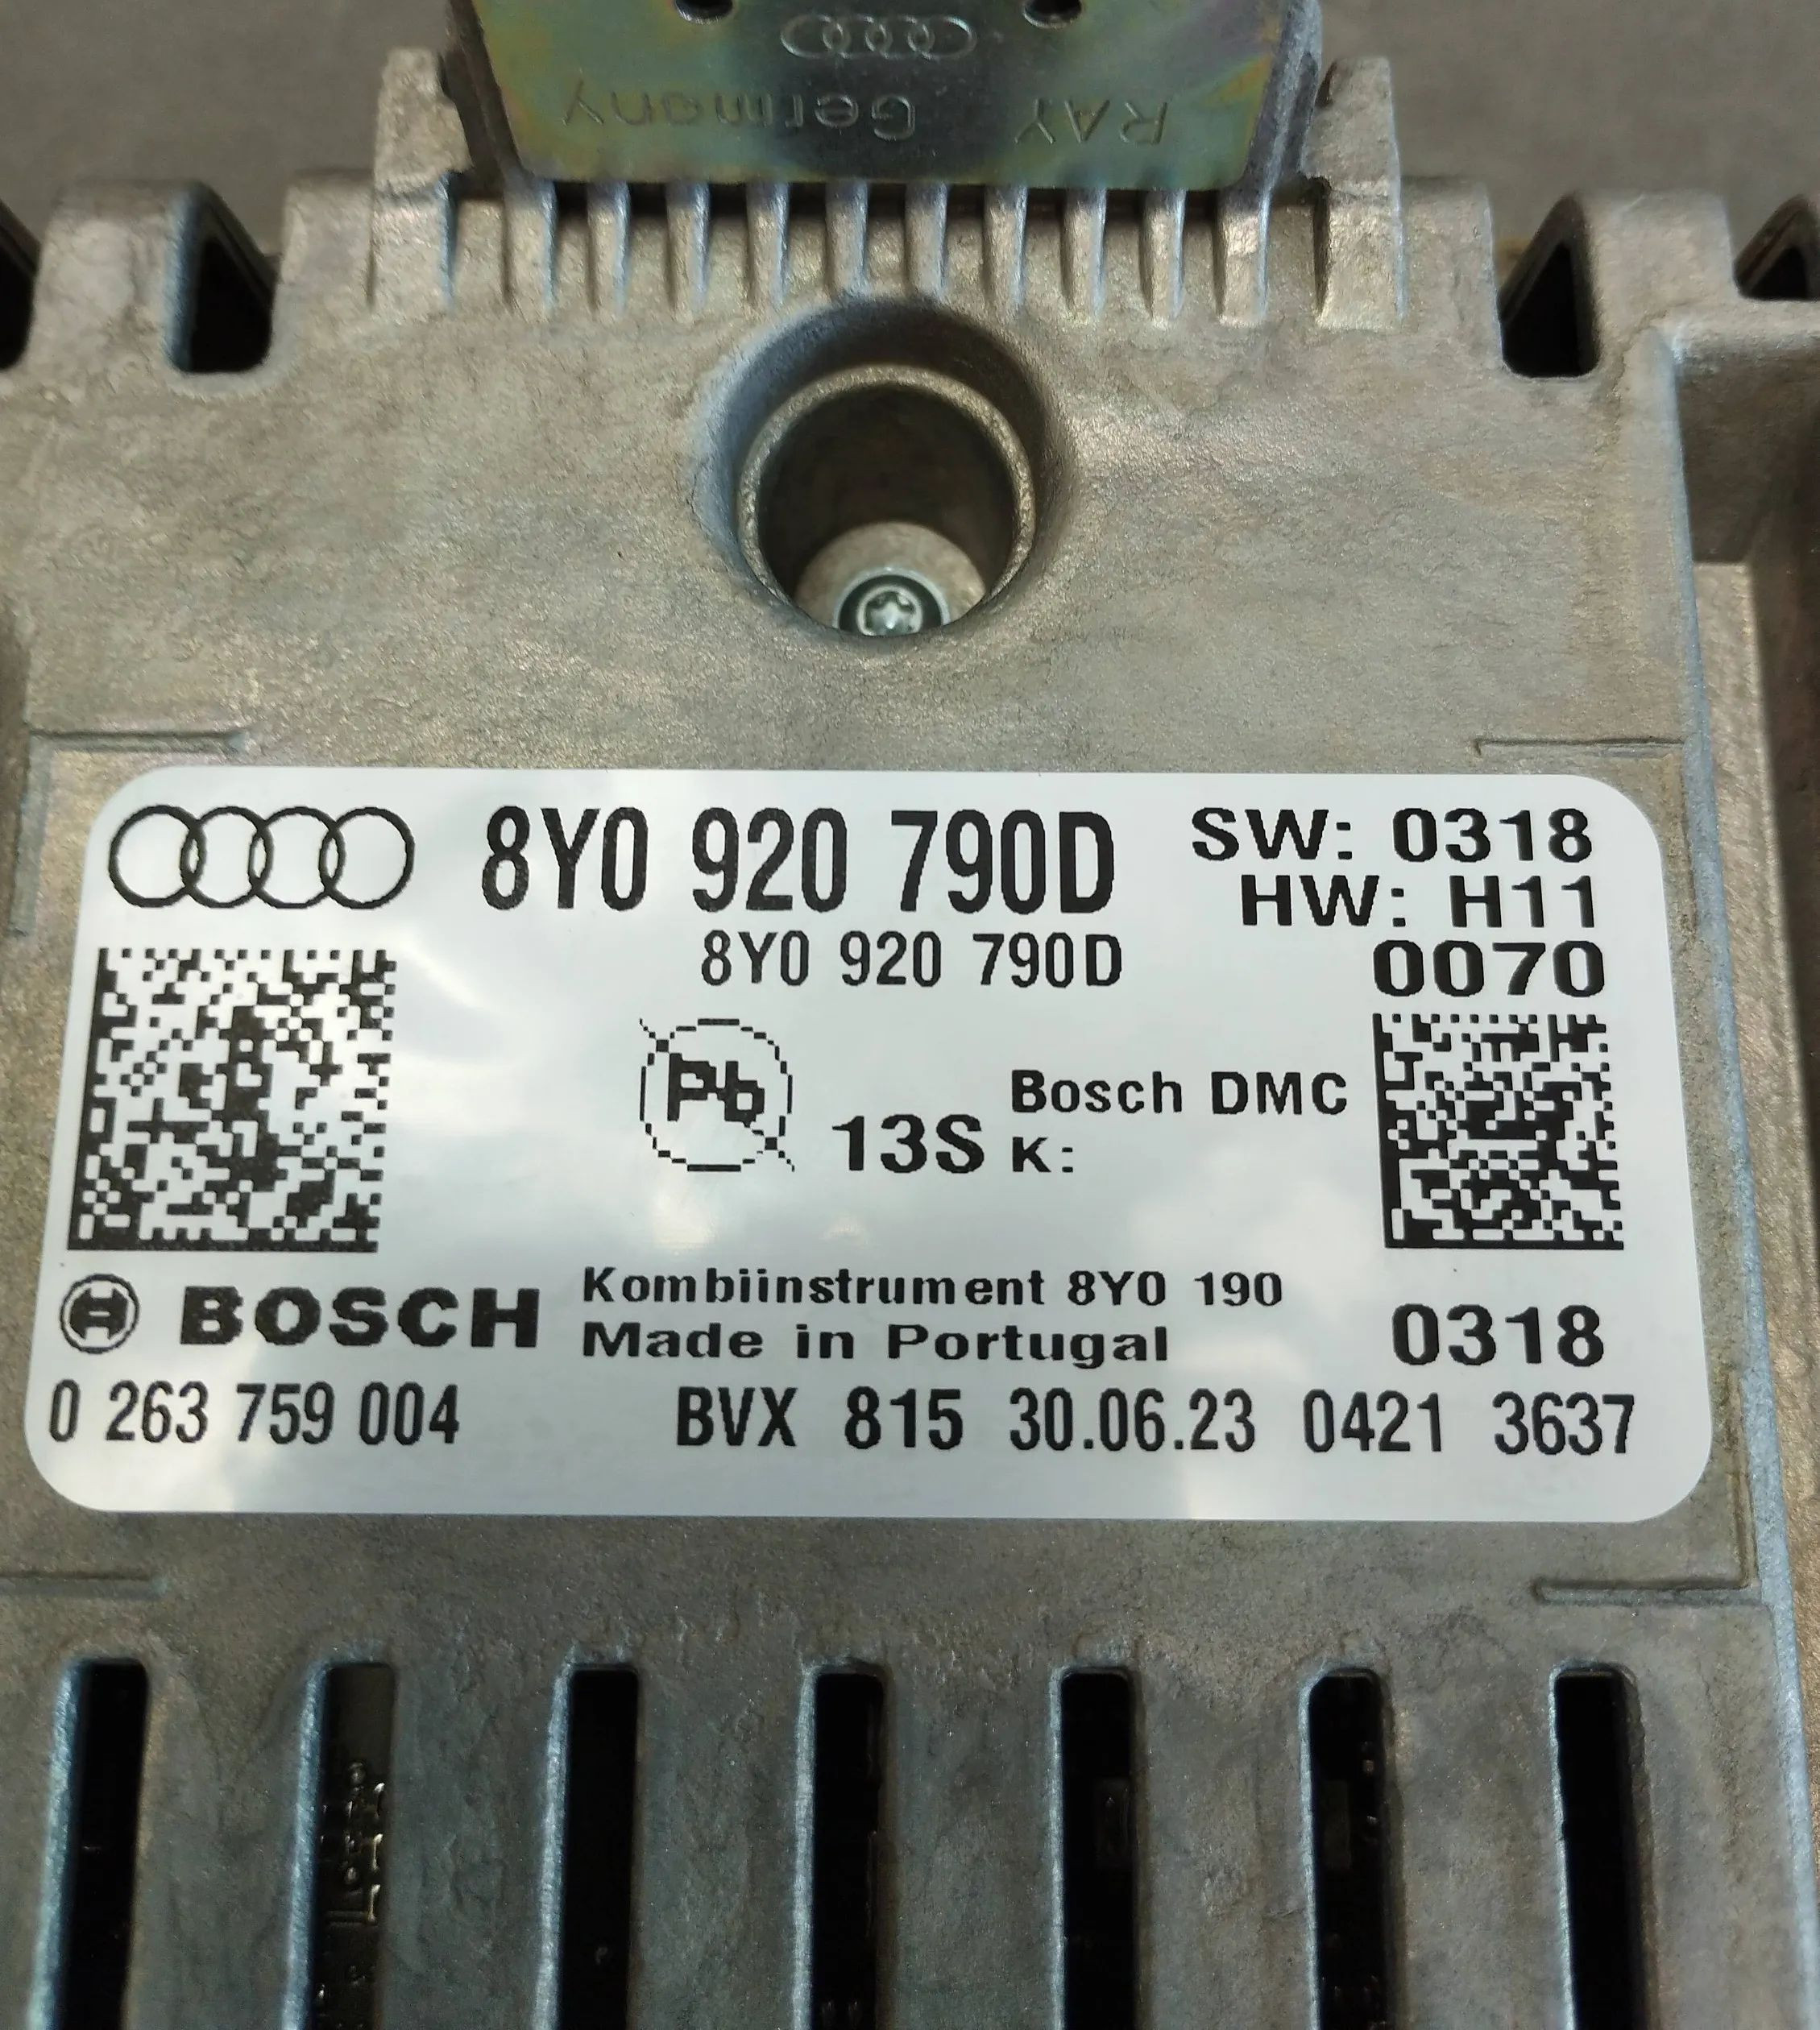 RAY Germany
8Y0 920 790D
SW: 0318
HW: H11
8Y0 920 790D
0070
Pb
13S
Bosch DMC
K:
BOSCH
Kombiinstrument 8Y0 190
Made in Portugal
0318
0 263 759 004
BVX 815 30.06.23 0421 3637